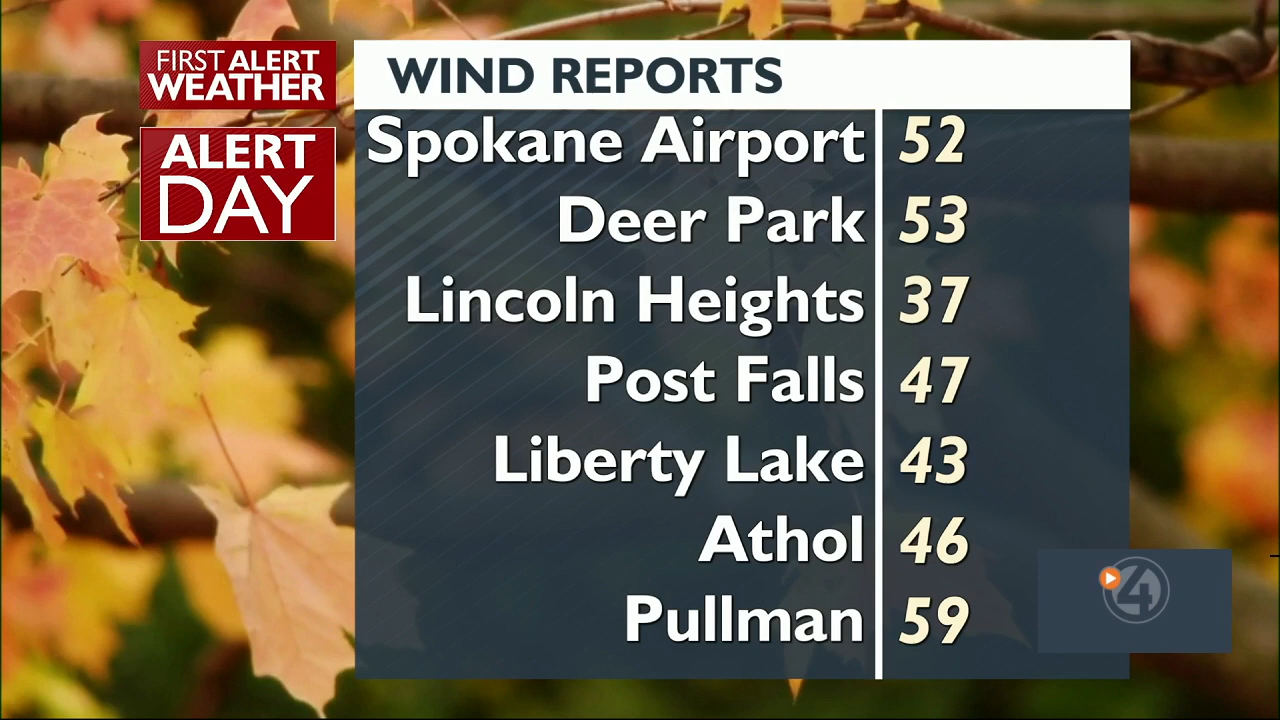 FIRST ALERT
WEATHER
ALERT
DAY
WIND REPORTS
Spokane Airport 52
Deer Park 53
Lincoln Heights 37
Post Falls 47
Liberty Lake 43
Athol 46
Pullman 59
4